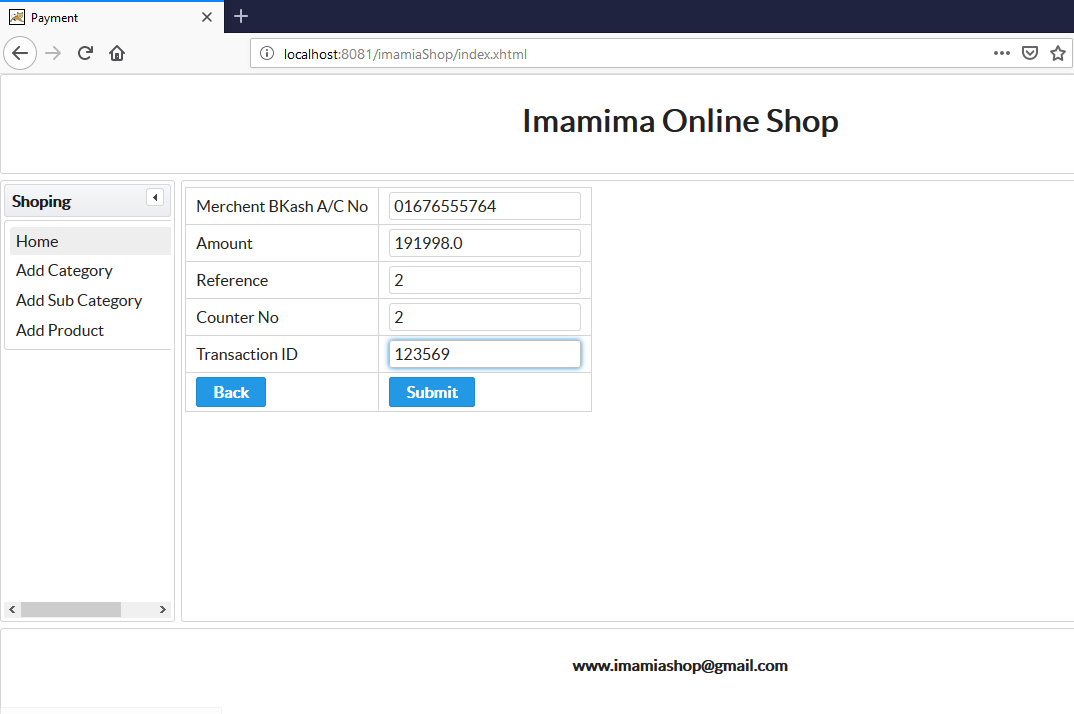 Payment
localhost:8081/imamiaShop/index.xhtml
Imamima Online Shop
Shoping
Home
Add Category
Add Sub Category
Add Product
Merchent BKash A/C No 01676555764
Amount 191998.0
Reference 2
Counter No 2
Transaction ID 123569
Back Submit
www.imamiashop@gmail.com